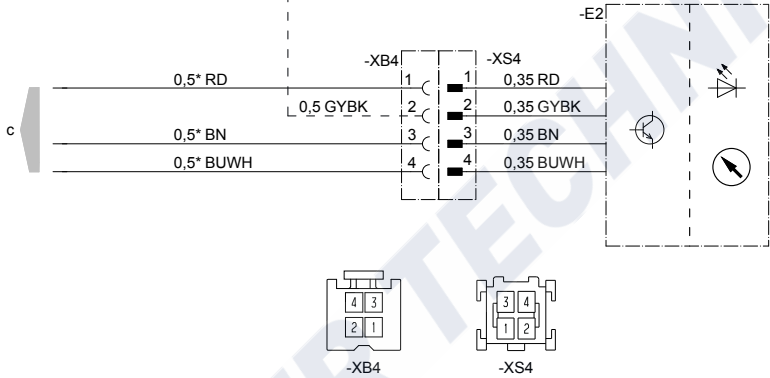 -E2
-XB4 -XS4
0,5* RD 1 1 0,35 RD
0,5 GYBK 2 2 0,35 GYBK
c
0,5* BN 3 3 0,35 BN
0,5* BUWH 4 4 0,35 BUWH
4 3 3 4
2 1 1 2
-XB4 -XS4